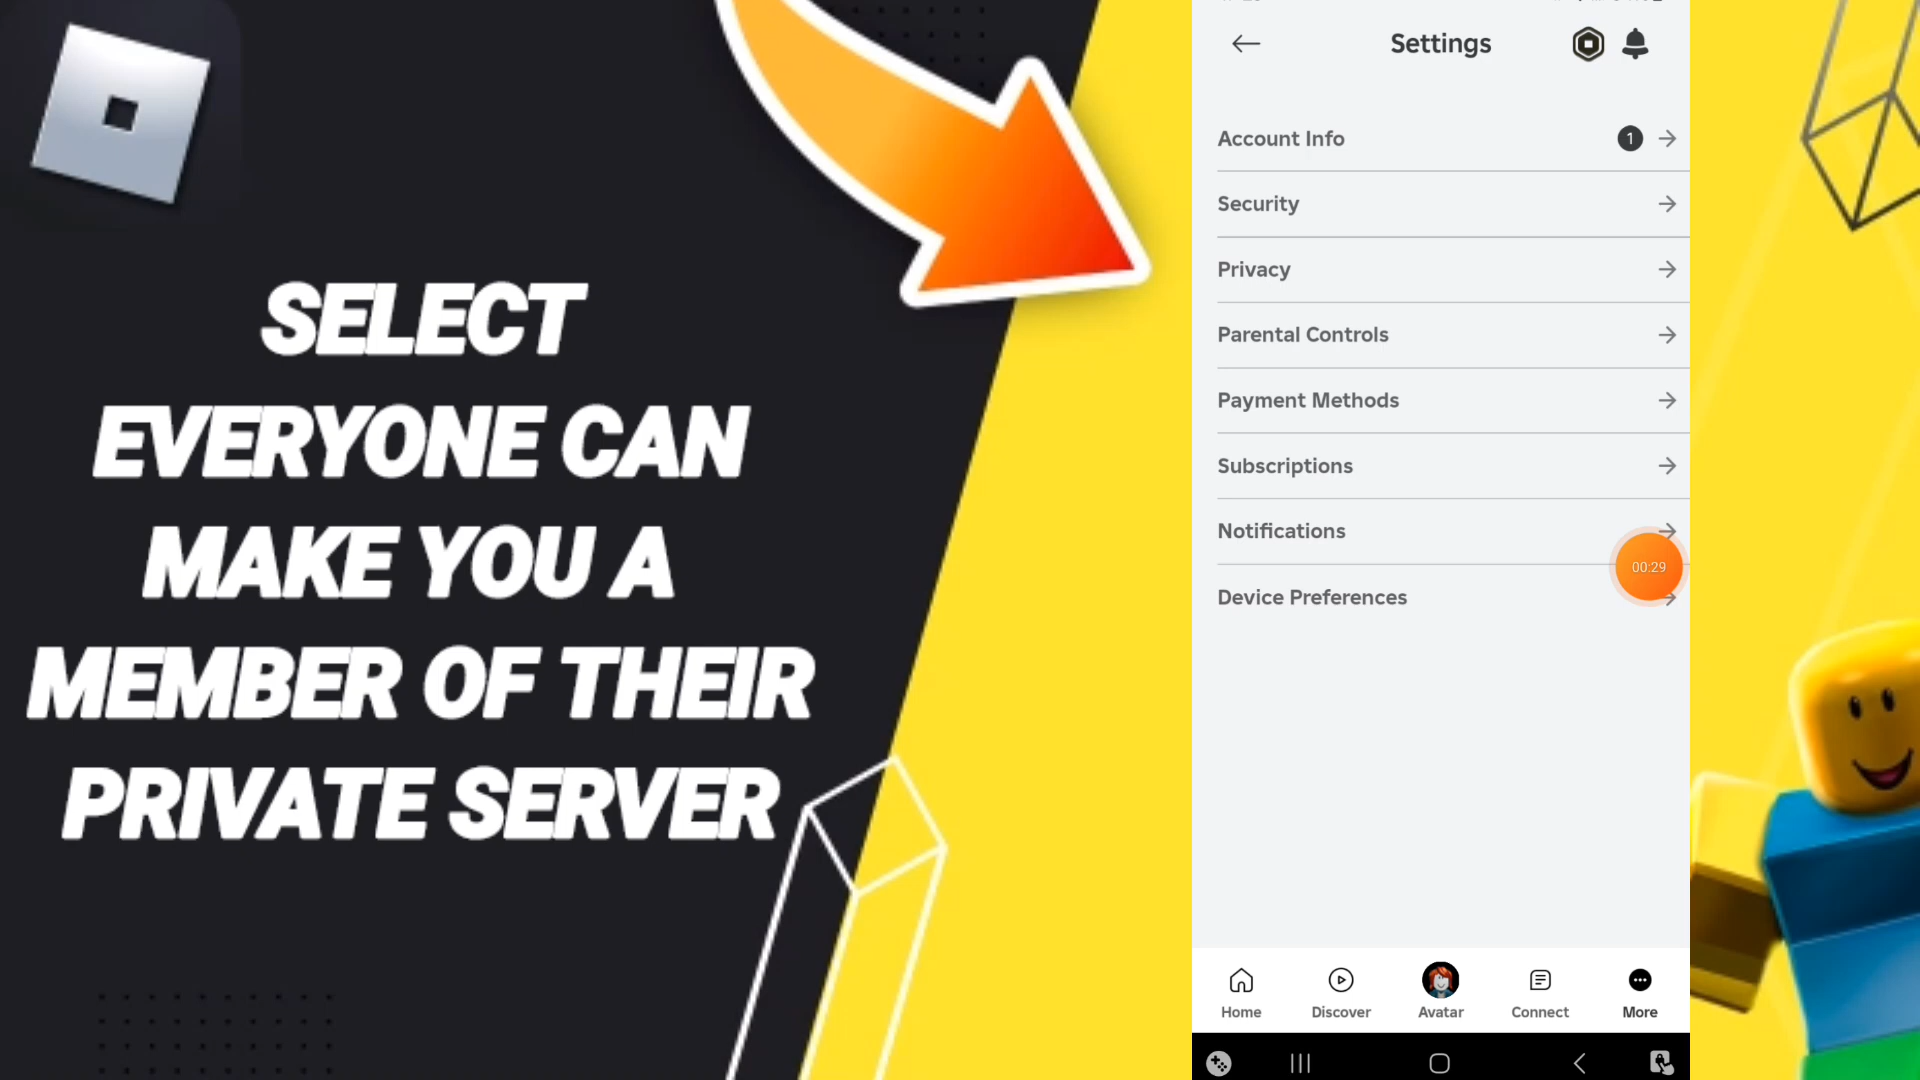 SELECT
EVERYONE CAN
MAKE YOU A
MEMBER OF THEIR
PRIVATE SERVER
Settings
Account Info 1
Security
Privacy
Parental Controls
Payment Methods
Subscriptions
Notifications
00:29
Device Preferences
Home Discover Avatar Connect More